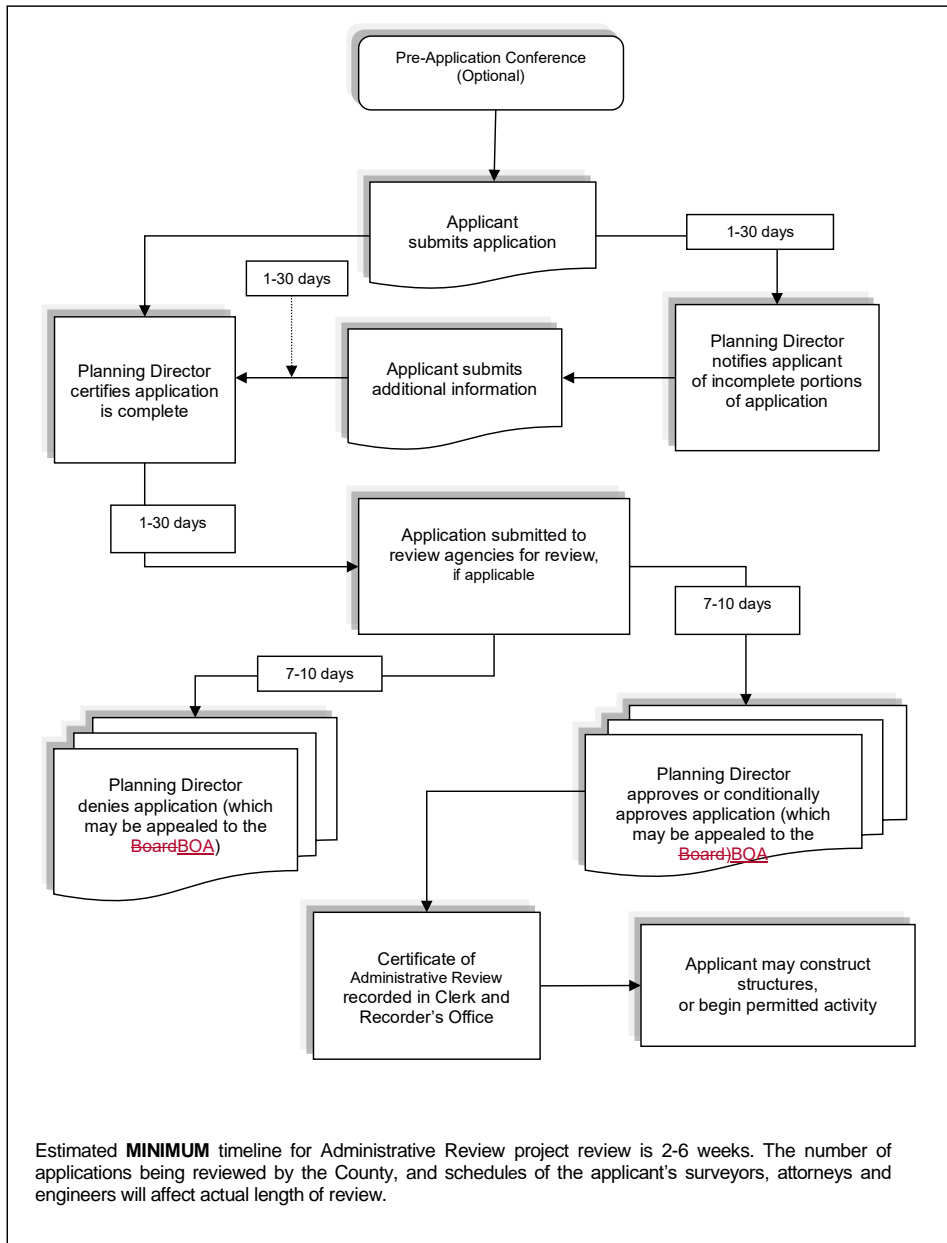 Pre-Application Conference
(Optional)
Applicant
submits application
1-30 days
1-30 days
Planning Director
certifies application
is complete
Applicant submits
additional information
Planning Director
notifies applicant
of incomplete portions
of application
1-30 days
Application submitted to
review agencies for review,
if applicable
7-10 days
7-10 days
Planning Director
denies application (which
may be appealed to the
BoardBOA)
Planning Director
approves or conditionally
approves application (which
may be appealed to the
Board)BOA
Certificate of
Administrative Review
recorded in Clerk and
Recorder's Office
Applicant may construct
structures,
or begin permitted activity
Estimated MINIMUM timeline for Administrative Review project review is 2-6 weeks. The number of
applications being reviewed by the County, and schedules of the applicant's surveyors, attorneys and
engineers will affect actual length of review.